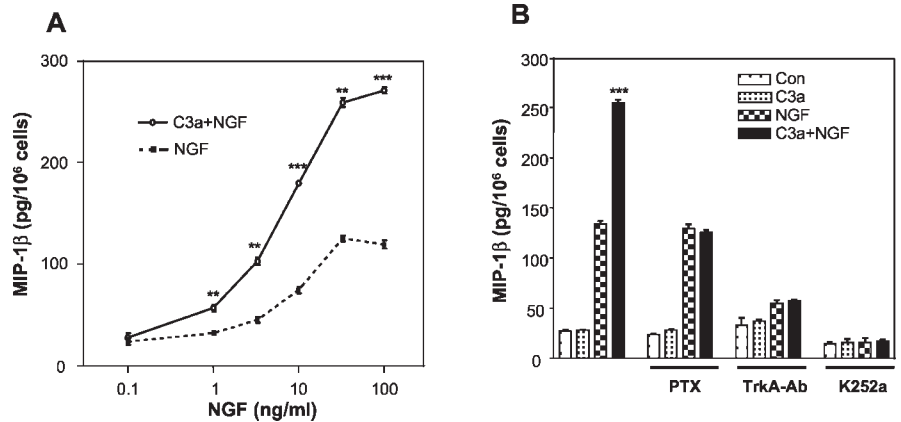 A
MIP-1β (pg/10⁶ cells)
300
200
100
0
0.1 1 10 100
NGF (ng/ml)
C3a+NGF
NGF
** ** *** ** ***
B
MIP-1β (pg/10⁶ cells)
300
250
200
150
100
50
0
***
Con
C3a
NGF
C3a+NGF
PTX TrkA-Ab K252a